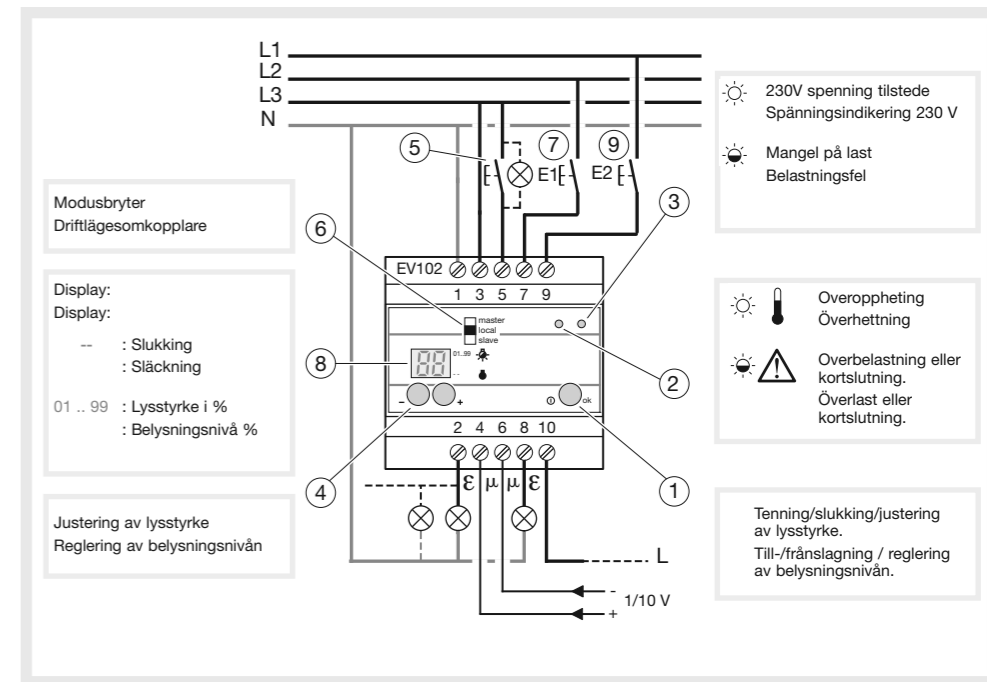 L1
L2
L3
N
5
7
9
E1
E2
3
230V spenning tilstede
Spänningsindikering 230 V
Mangel på last
Belastningsfel
Modusbryter
Driftlägesomkopplare
6
EV102
1 3 5 7 9
master
local
slave
Display:
Display:
-- : Slukking
: Släckning
01 .. 99 : Lysstyrke i %
: Belysningsnivå %
8
88
01..99
--
2
- +
ok
Overoppheting
Överhettning
Overbelastning eller
kortslutning.
Överlast eller
kortslutning.
2 4 6 8 10
4
ε μ μ ε
1
Justering av lysstyrke
Reglering av belysningsnivån
L
-
1/10 V
+
Tenning/slukking/justering
av lysstyrke.
Till-/frånslagning / reglering
av belysningsnivån.